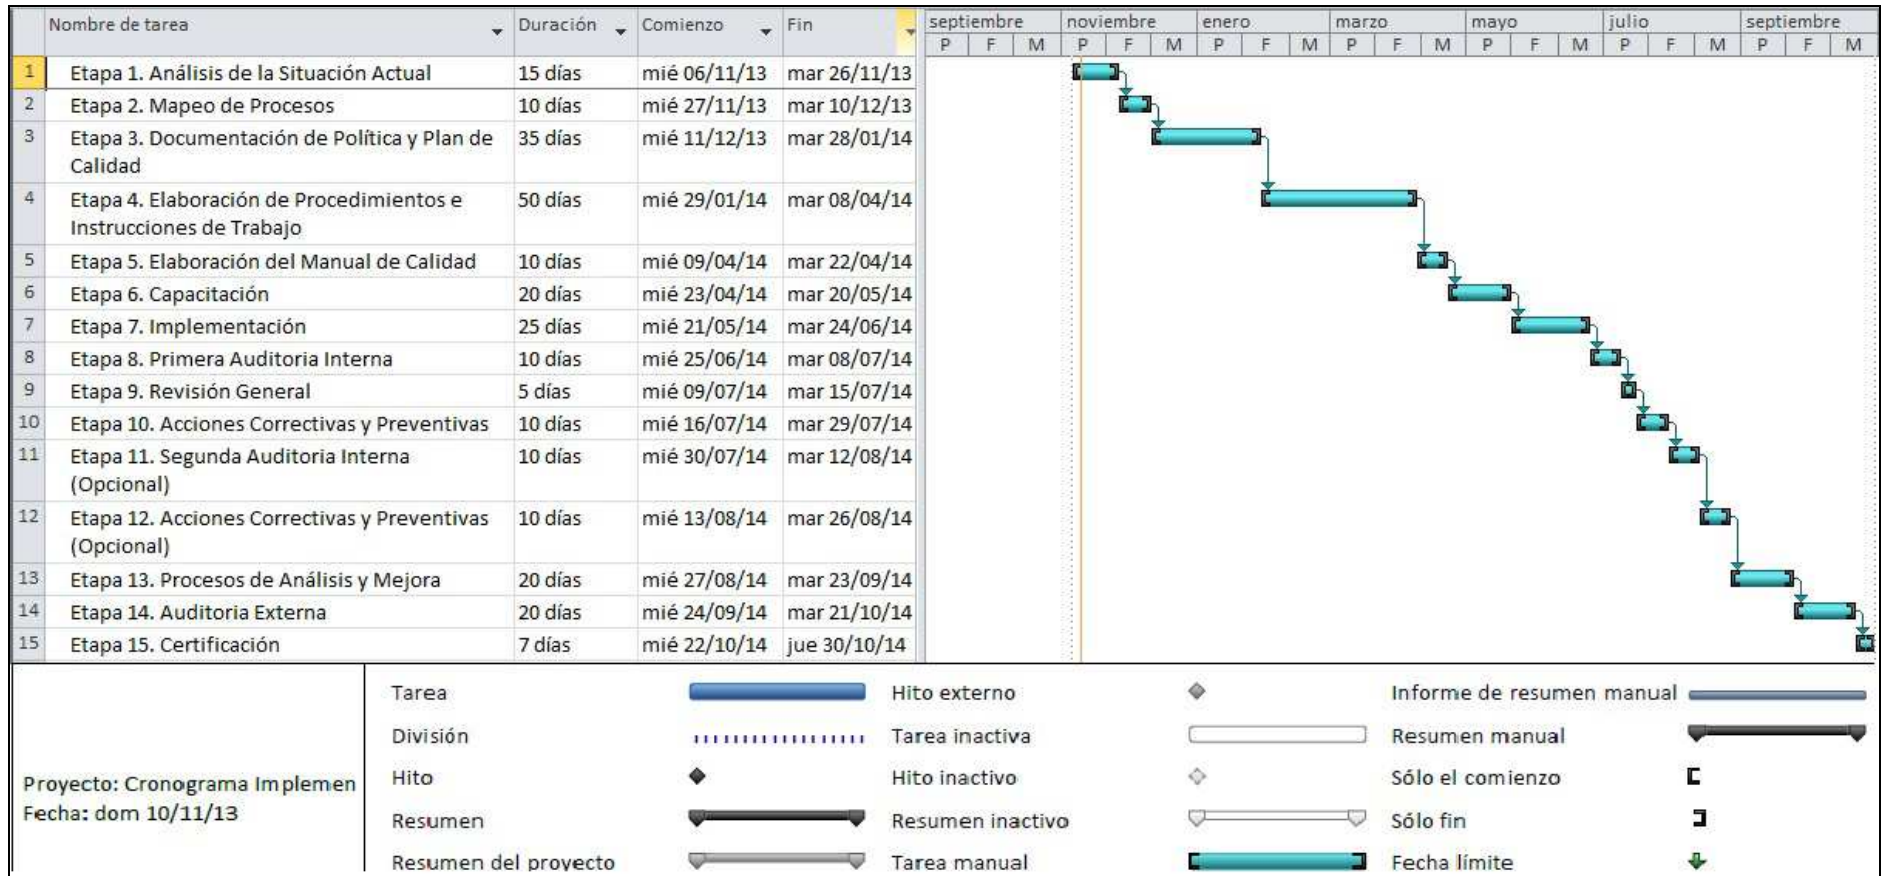 Nombre de tarea Duración Comienzo Fin septiembre noviembre enero marzo mayo julio septiembre
P F M P F M P F M P F M P F M P F M P F M
1 Etapa 1. Análisis de la Situación Actual 15 días mié 06/11/13 mar 26/11/13
2 Etapa 2. Mapeo de Procesos 10 días mié 27/11/13 mar 10/12/13
3 Etapa 3. Documentación de Política y Plan de 35 días mié 11/12/13 mar 28/01/14
Calidad
4 Etapa 4. Elaboración de Procedimientos e 50 días mié 29/01/14 mar 08/04/14
Instrucciones de Trabajo
5 Etapa 5. Elaboración del Manual de Calidad 10 días mié 09/04/14 mar 22/04/14
6 Etapa 6. Capacitación 20 días mié 23/04/14 mar 20/05/14
7 Etapa 7. Implementación 25 días mié 21/05/14 mar 24/06/14
8 Etapa 8. Primera Auditoria Interna 10 días mié 25/06/14 mar 08/07/14
9 Etapa 9. Revisión General 5 días mié 09/07/14 mar 15/07/14
10 Etapa 10. Acciones Correctivas y Preventivas 10 días mié 16/07/14 mar 29/07/14
11 Etapa 11. Segunda Auditoria Interna 10 días mié 30/07/14 mar 12/08/14
(Opcional)
12 Etapa 12. Acciones Correctivas y Preventivas 10 días mié 13/08/14 mar 26/08/14
(Opcional)
13 Etapa 13. Procesos de Análisis y Mejora 20 días mié 27/08/14 mar 23/09/14
14 Etapa 14. Auditoria Externa 20 días mié 24/09/14 mar 21/10/14
15 Etapa 15. Certificación 7 días mié 22/10/14 jue 30/10/14
Proyecto: Cronograma Implemen
Fecha: dom 10/11/13
Tarea
División
Hito
Resumen
Resumen del proyecto
Hito externo
Tarea inactiva
Hito inactivo
Resumen inactivo
Tarea manual
Informe de resumen manual
Resumen manual
Sólo el comienzo
Sólo fin
Fecha límite